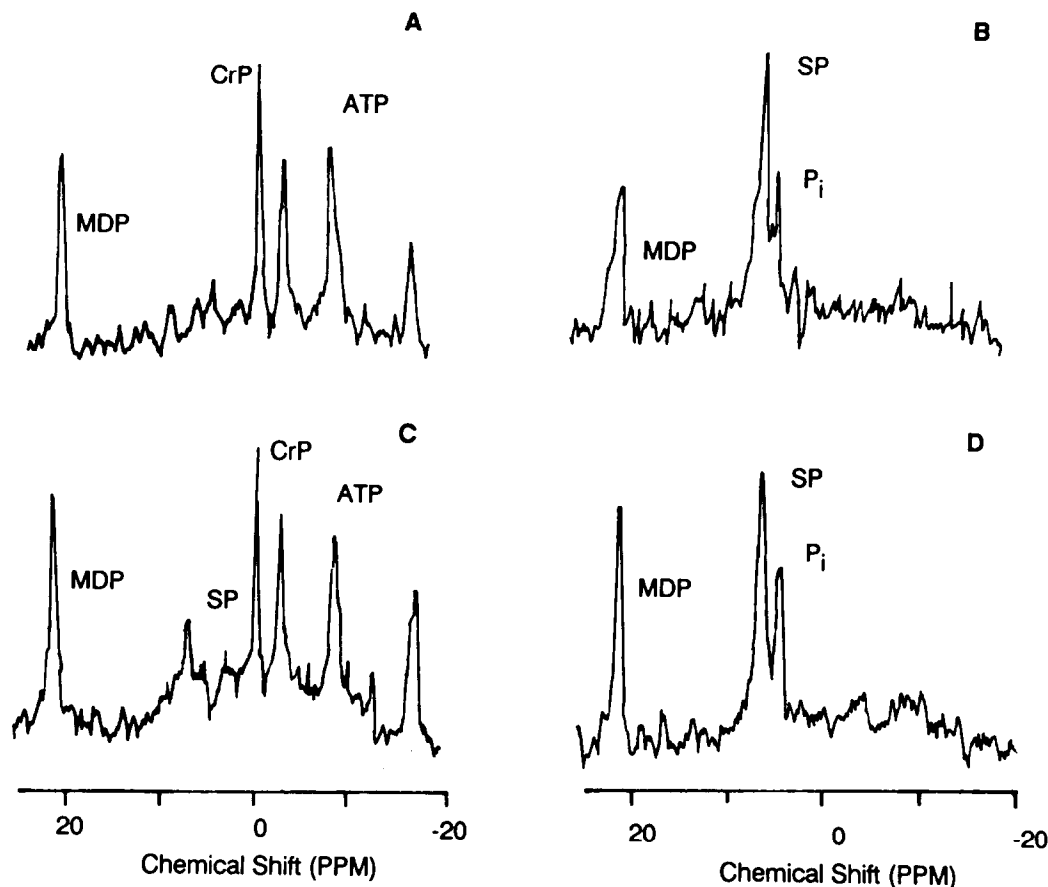 A
CrP
ATP
MDP
B
SP
Pi
MDP
C
CrP
ATP
MDP
SP
D
SP
Pi
MDP
20 0 -20
Chemical Shift (PPM)
20 0 -20
Chemical Shift (PPM)